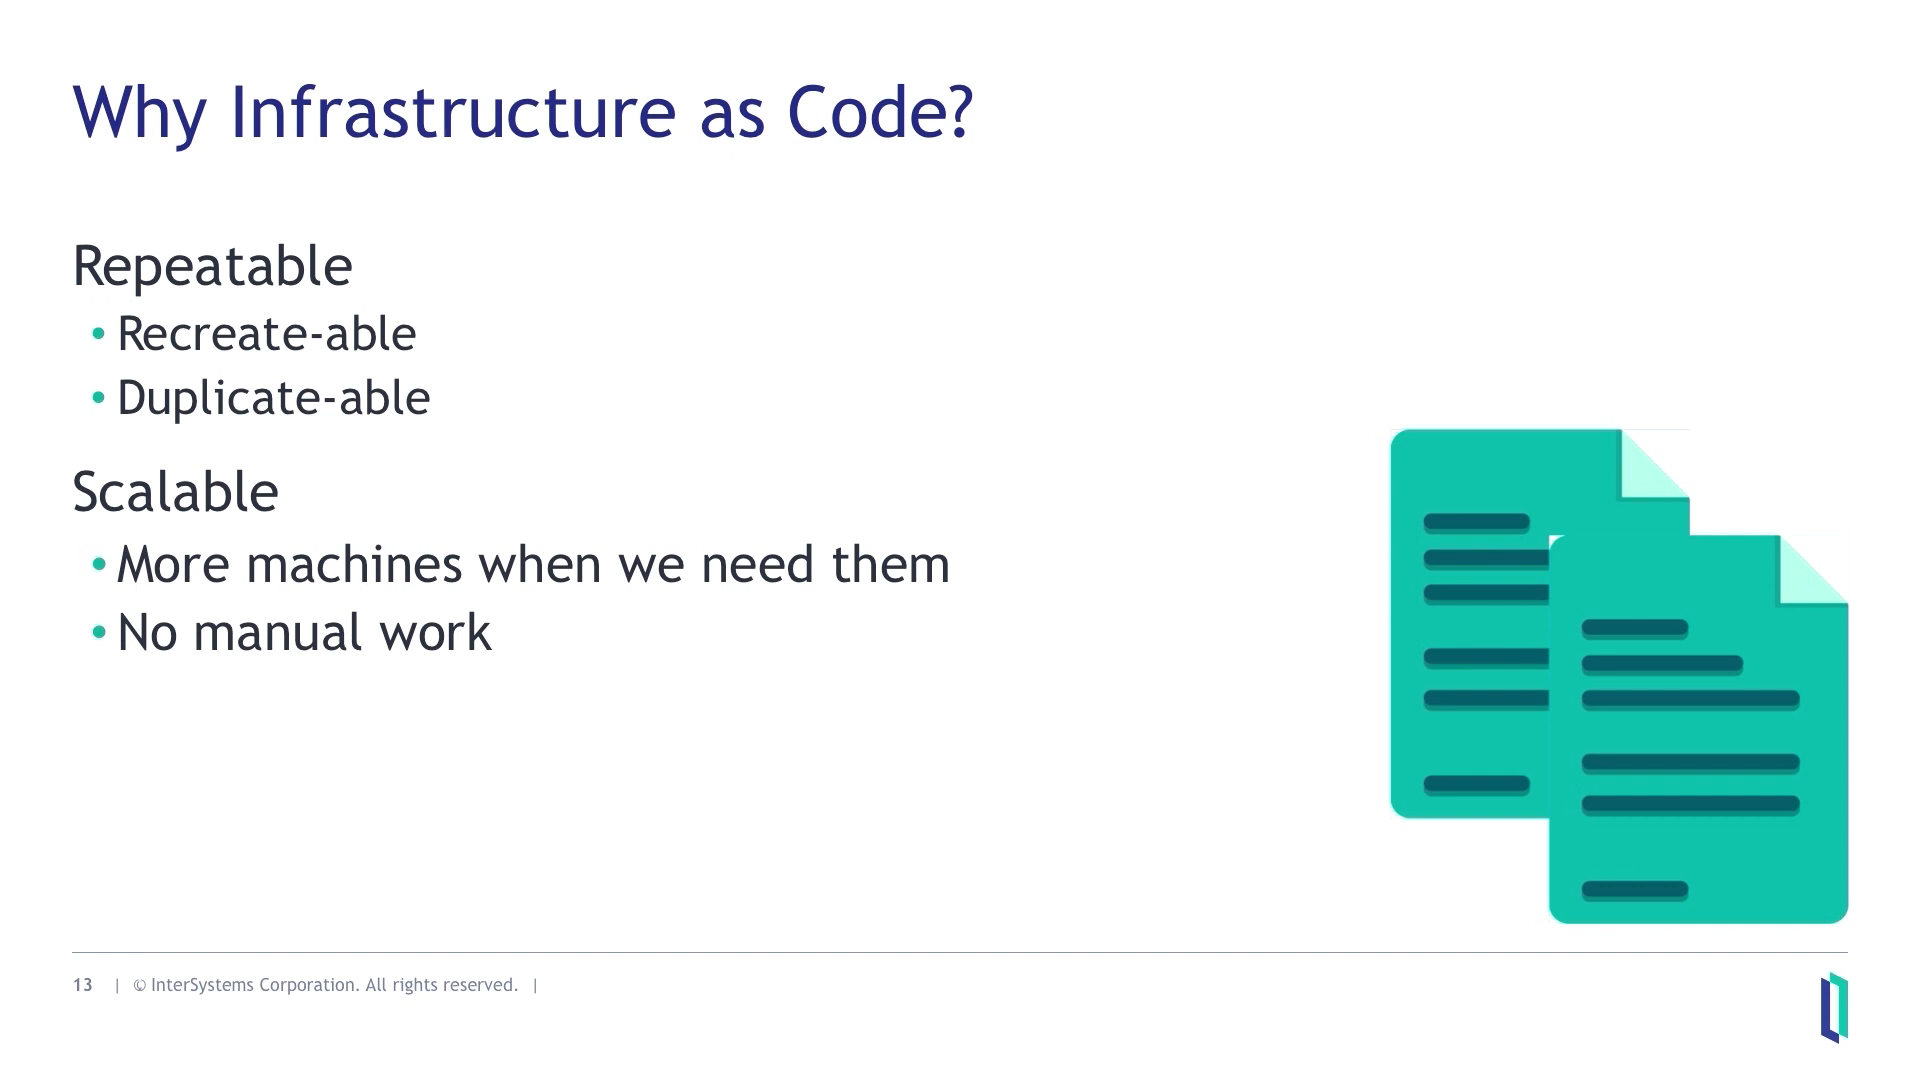 Why Infrastructure as Code?
Repeatable
• Recreate-able
• Duplicate-able
Scalable
• More machines when we need them
• No manual work
13 | © InterSystems Corporation. All rights reserved. |